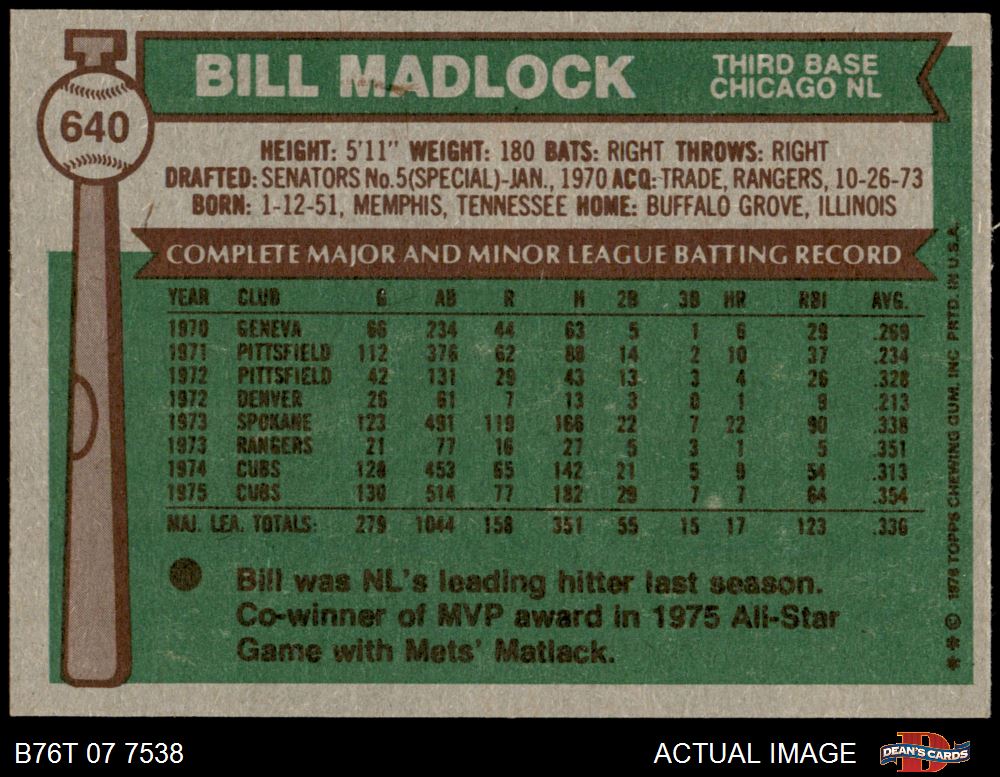 640
BILL MADLOCK
THIRD BASE
CHICAGO NL
HEIGHT: 5'11" WEIGHT: 180 BATS: RIGHT THROWS: RIGHT
DRAFTED: SENATORS No.5(SPECIAL)-JAN., 1970 ACQ: TRADE, RANGERS, 10-26-73
BORN: 1-12-51, MEMPHIS, TENNESSEE HOME: BUFFALO GROVE, ILLINOIS
COMPLETE MAJOR AND MINOR LEAGUE BATTING RECORD
YEAR CLUB G AB R H 2B 3B HR RBI AVG.
1970 GENEVA 66 234 44 63 5 1 6 29 .269
1971 PITTSFIELD 112 376 62 88 14 2 10 37 .234
1972 PITTSFIELD 42 131 29 43 13 3 4 26 .328
1972 DENVER 26 61 7 13 3 0 1 9 .213
1973 SPOKANE 123 491 119 166 22 7 22 90 .338
1973 RANGERS 21 77 16 27 5 3 1 5 .351
1974 CUBS 128 453 65 142 21 5 9 54 .313
1975 CUBS 130 514 77 182 29 7 7 64 .354
MAJ. LEA. TOTALS: 279 1044 158 351 55 15 17 123 .336
Bill was NL's leading hitter last season.
Co-winner of MVP award in 1975 All-Star
Game with Mets' Matlack.
** © 1976 TOPPS CHEWING GUM, INC PRTD. IN U.S.A.
B76T 07 7538
ACTUAL IMAGE
DEAN'S CARDS